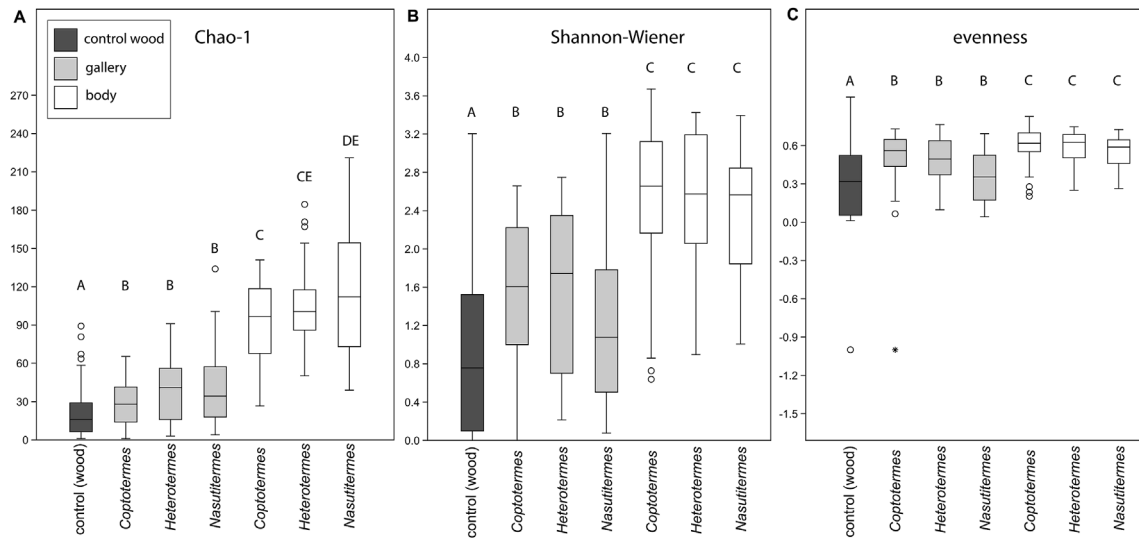 A
Chao-1
control wood
gallery
body
270
240
210
180
150
120
90
60
30
0
A
B
B
B
C
CE
DE
control (wood)
Coptotermes
Heterotermes
Nasutitermes
Coptotermes
Heterotermes
Nasutitermes
B
Shannon-Wiener
4.0
3.6
3.2
2.8
2.4
2.0
1.6
1.2
0.8
0.4
0.0
A
B
B
B
C
C
C
control (wood)
Coptotermes
Heterotermes
Nasutitermes
Coptotermes
Heterotermes
Nasutitermes
C
evenness
0.6
0.3
0.0
-0.3
-0.6
-0.9
-1.2
-1.5
A
B
B
B
C
C
C
control (wood)
Coptotermes
Heterotermes
Nasutitermes
Coptotermes
Heterotermes
Nasutitermes